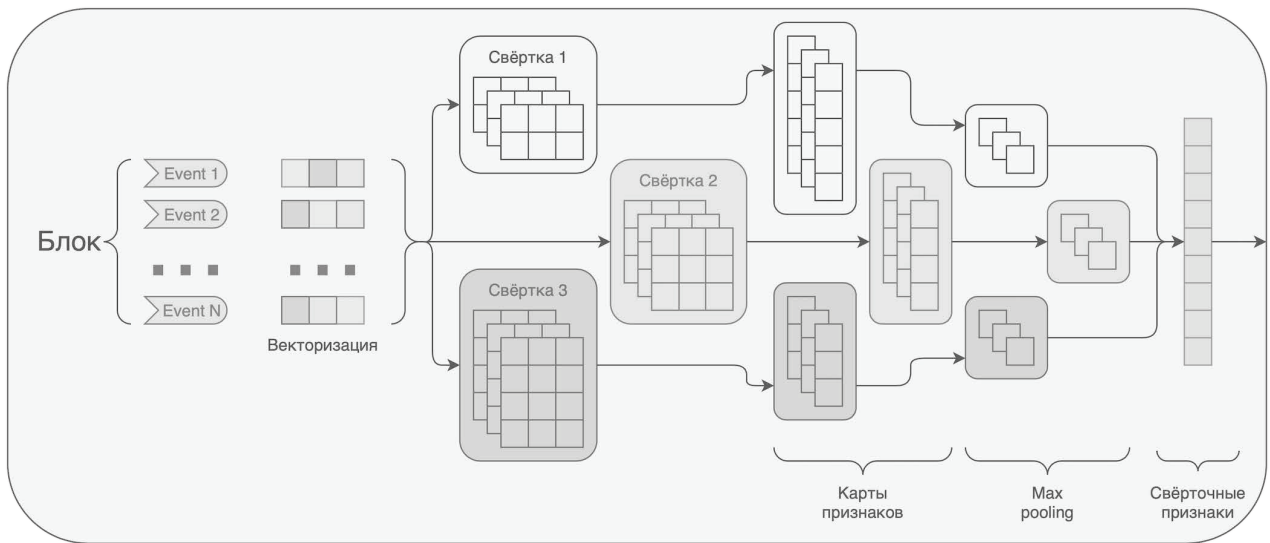 Блок
Event 1
Event 2
Event N
Векторизация
Свёртка 1
Свёртка 2
Свёртка 3
Карты
признаков
Max
pooling
Свёрточные
признаки